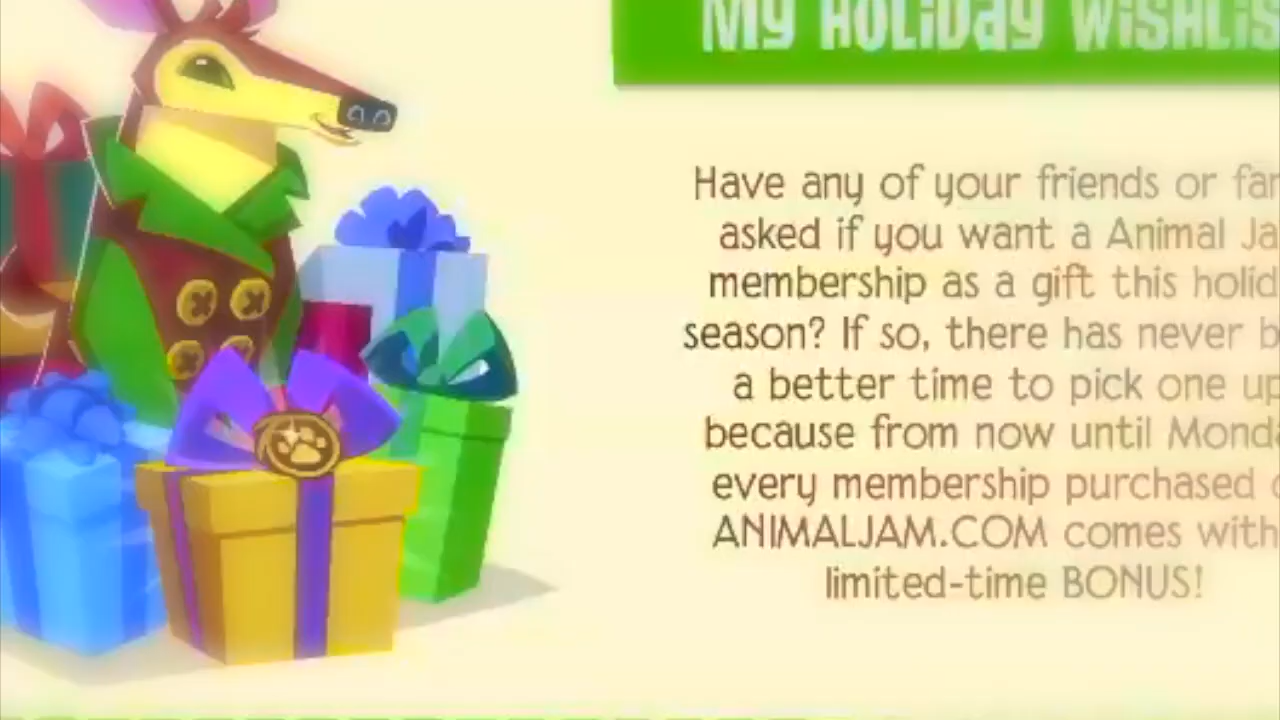 My Holiday Wishlis
Have any of your friends or fam
asked if you want a Animal Ja
membership as a gift this holid
season? If so, there has never b
a better time to pick one up
because from now until Monda
every membership purchased o
ANIMALJAM.COM comes with
limited-time BONUS!